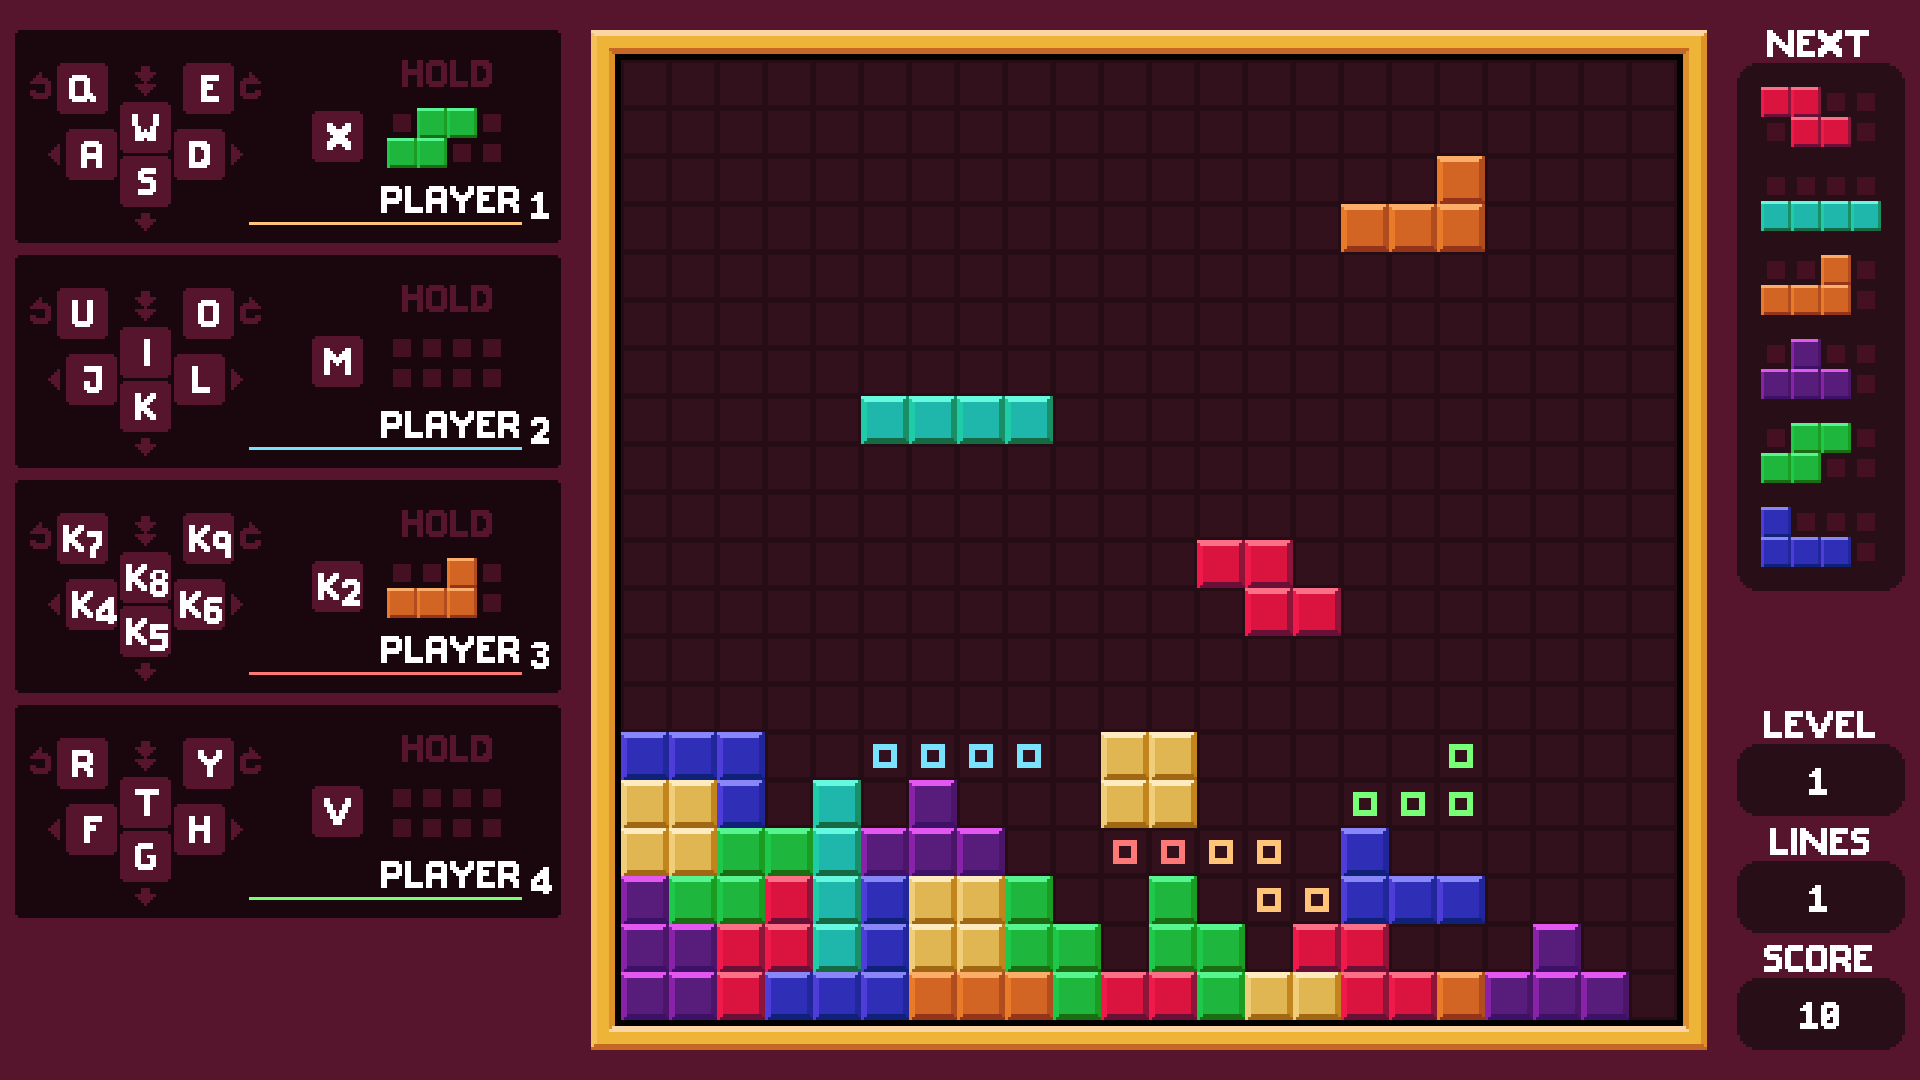 HOLD
Q E
W
A D
S
X
PLAYER 1
HOLD
U O
I
J L
K
M
PLAYER 2
HOLD
K7 K9
K8
K4 K6
K5
K2
PLAYER 3
HOLD
R Y
T
F H
G
V
PLAYER 4
NEXT
LEVEL
1
LINES
1
SCORE
10